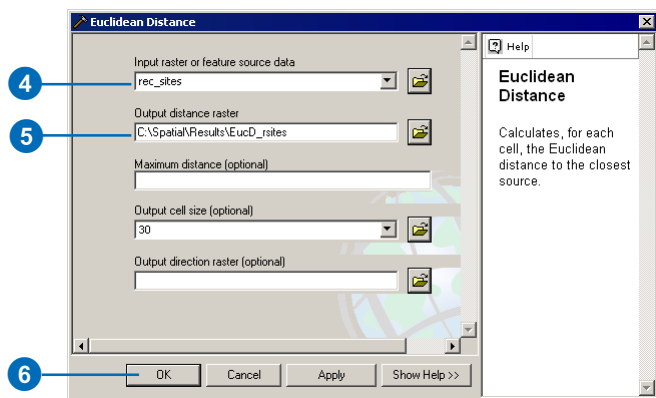 Euclidean Distance
Input raster or feature source data
4 rec_sites
Output distance raster
5 C:\Spatial\Results\EucD_rsites
Maximum distance (optional)
Output cell size (optional)
30
Output direction raster (optional)
6 OK Cancel Apply Show Help >>
Help
Euclidean
Distance
Calculates, for each
cell, the Euclidean
distance to the closest
source.